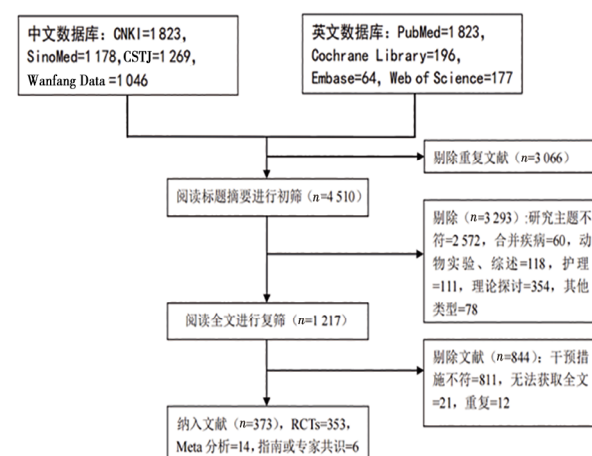 中文数据库：CNKI=1 823,
SinoMed=1 178,CSTJ=1 269,
Wanfang Data =1 046
英文数据库：PubMed=1 823,
Cochrane Library=196,
Embase=64, Web of Science=177
剔除重复文献（n=3 066）
阅读标题摘要进行初筛（n=4 510）
剔除（n=3 293）:研究主题不
符=2 572，合并疾病=60，动
物实验、综述=118，护理
=111，理论探讨=354，其他
类型=78
阅读全文进行复筛（n=1 217）
剔除文献（n=844）：干预措
施不符=811，无法获取全文
=21，重复=12
纳入文献（n=373），RCTs=353,
Meta 分析=14,指南或专家共识=6